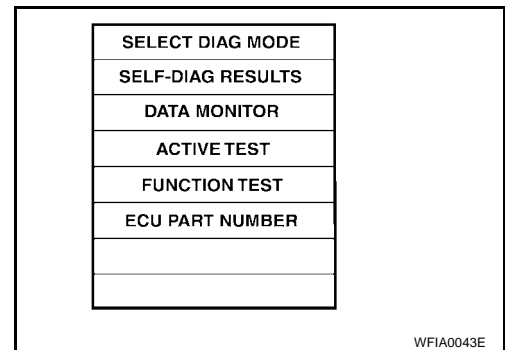 SELECT DIAG MODE
SELF-DIAG RESULTS
DATA MONITOR
ACTIVE TEST
FUNCTION TEST
ECU PART NUMBER
WFIA0043E